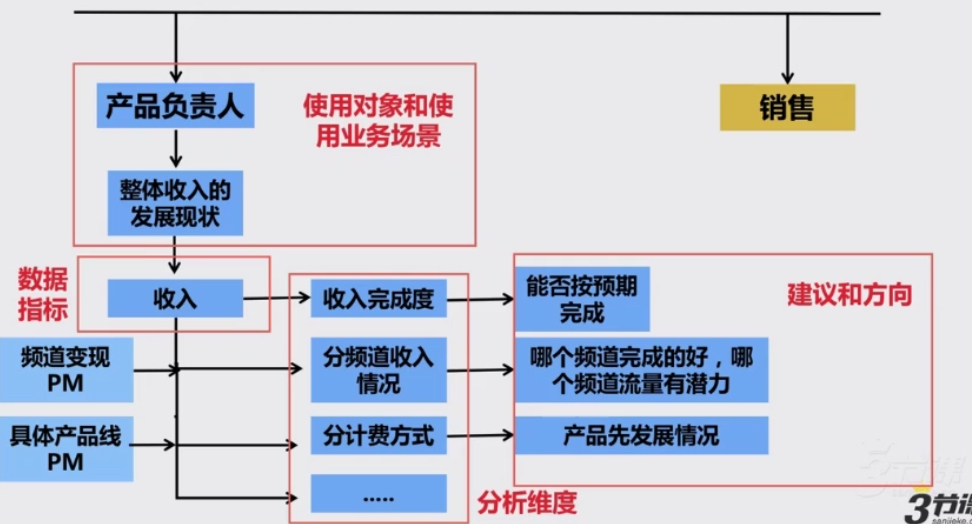 产品负责人
使用对象和使
用业务场景
销售
整体收入的
发展现状
数据
指标
收入
收入完成度
能否按预期
完成
建议和方向
频道变现
PM
分频道收入
情况
哪个频道完成的好，哪
个频道流量有潜力
具体产品线
PM
分计费方式
产品先发展情况
.....
分析维度
3节课
sanjieke.com